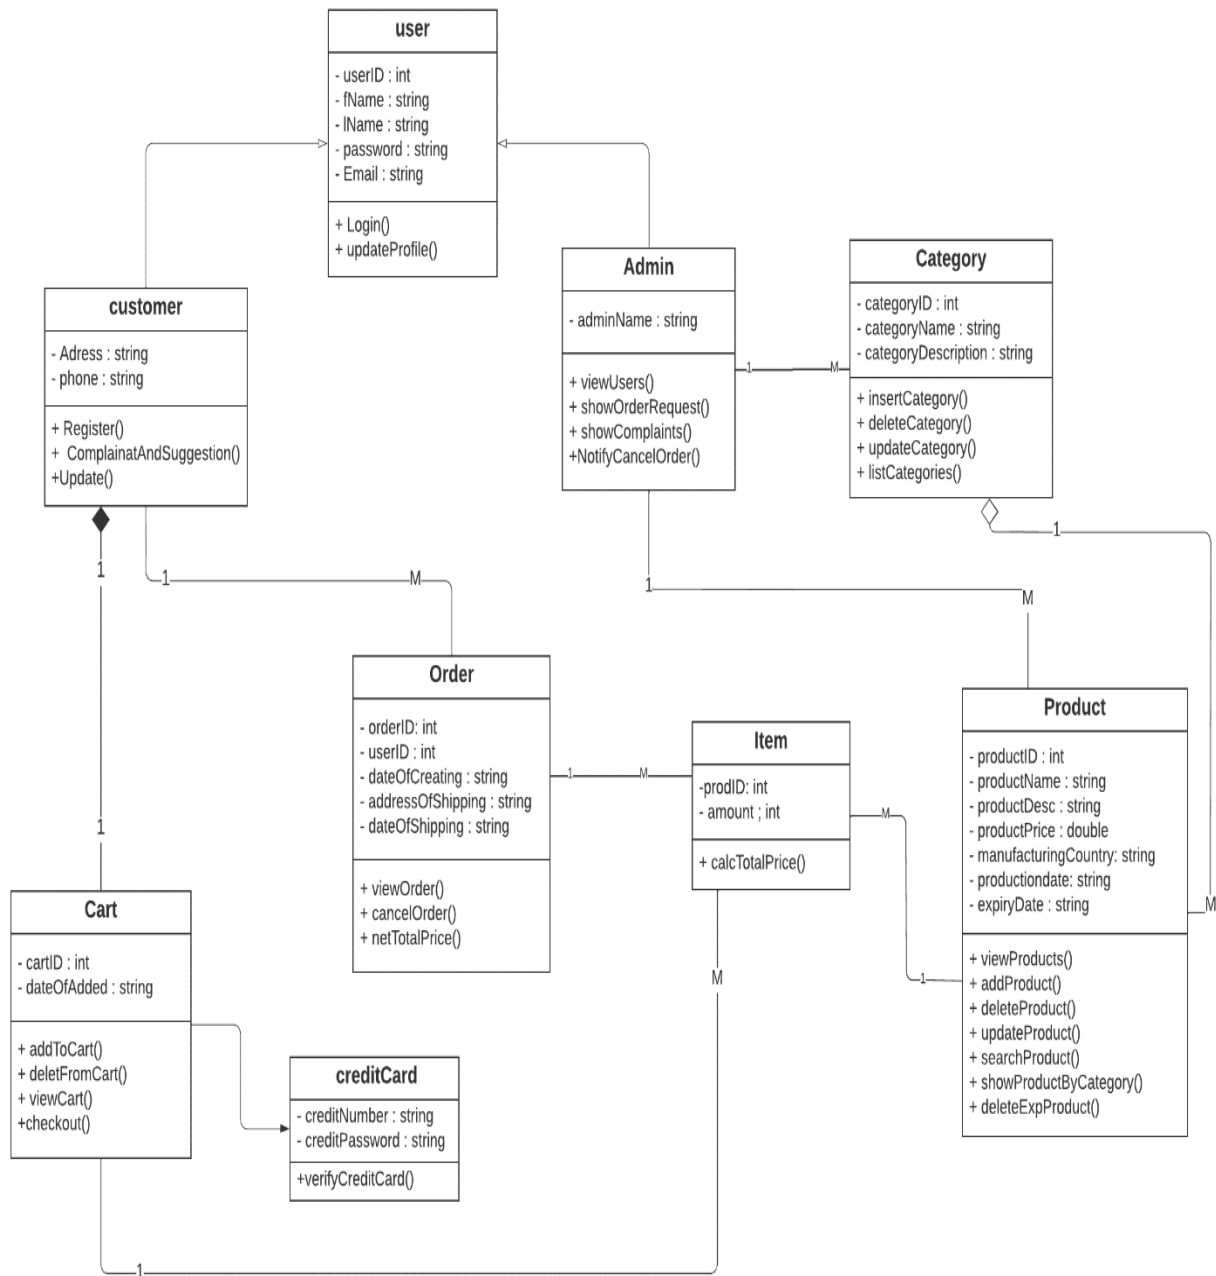 user
- userID : int
- fName : string
- lName : string
- password : string
- Email : string
+ Login()
+ updateProfile()
customer
- Adress : string
- phone : string
+ Register()
+ ComplainatAndSuggestion()
+Update()
Admin
- adminName : string
+ viewUsers()
+ showOrderRequest()
+ showComplaints()
+NotifyCancelOrder()
1
M
Category
- categoryID : int
- categoryName : string
- categoryDescription : string
+ insertCategory()
+ deleteCategory()
+ updateCategory()
+ listCategories()
1
1
M
1
M
1
1
M
Order
- orderID: int
- userID : int
- dateOfCreating : string
- addressOfShipping : string
- dateOfShipping : string
+ viewOrder()
+ cancelOrder()
+ netTotalPrice()
1
M
Item
-prodID: int
- amount ; int
+ calcTotalPrice()
M
1
Product
- productID : int
- productName : string
- productDesc : string
- productPrice : double
- manufacturingCountry: string
- productiondate: string
- expiryDate : string
+ viewProducts()
+ addProduct()
+ deleteProduct()
+ updateProduct()
+ searchProduct()
+ showProductByCategory()
+ deleteExpProduct()
M
Cart
- cartID : int
- dateOfAdded : string
+ addToCart()
+ deletFromCart()
+ viewCart()
+checkout()
creditCard
- creditNumber : string
- creditPassword : string
+verifyCreditCard()
M
1